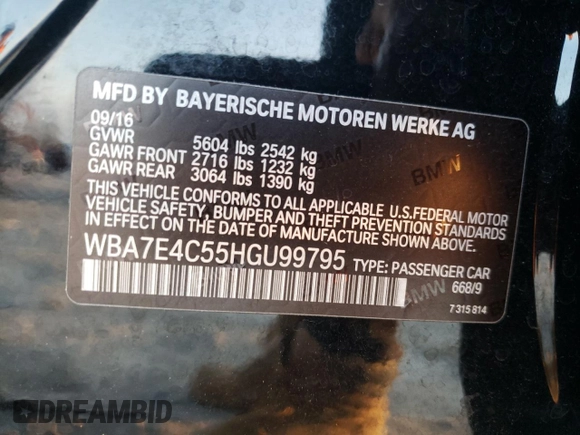 MFD BY BAYERISCHE MOTOREN WERKE AG
09/16
GVWR 5604 lbs 2542 kg
GAWR FRONT 2716 lbs 1232 kg
GAWR REAR 3064 lbs 1390 kg
THIS VEHICLE CONFORMS TO ALL APPLICABLE U.S.FEDERAL MOTOR
VEHICLE SAFETY, BUMPER AND THEFT PREVENTION STANDARDS
IN EFFECT ON THE DATE OF MANUFACTURE SHOWN ABOVE.
WBA7E4C55HGU99795 TYPE: PASSENGER CAR
668/9
7 315 814
BMW
BMW
DREAMBID